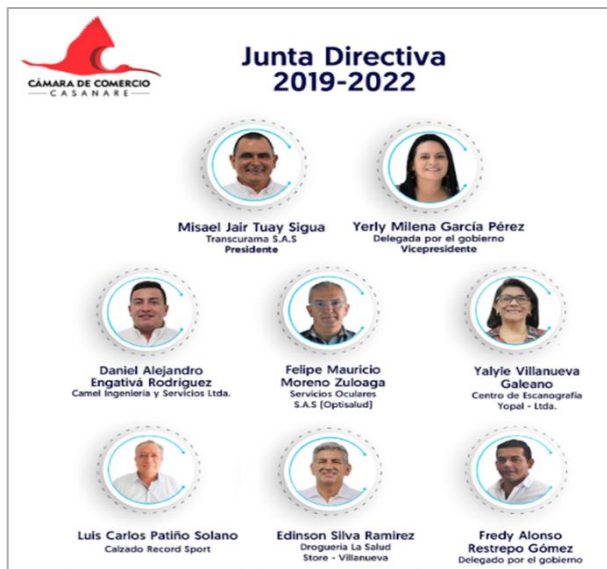 CÁMARA DE COMERCIO
CASANARE
Junta Directiva
2019-2022
Misael Jair Tuay Sigua
Transcurama S.A.S
Presidente
Yerly Milena García Pérez
Delegada por el gobierno
Vicepresidente
Daniel Alejandro
Engativá Rodríguez
Camel Ingeniería y Servicios Ltda.
Felipe Mauricio
Moreno Zuloaga
Servicios Oculares
S.A.S (Optisalud)
Yalyle Villanueva
Galeano
Centro de Escanografía
Yopal - Ltda.
Luis Carlos Patiño Solano
Calzado Record Sport
Edinson Silva Ramirez
Droguería La Salud
Store - Villanueva
Fredy Alonso
Restrepo Gómez
Delegado por el gobierno